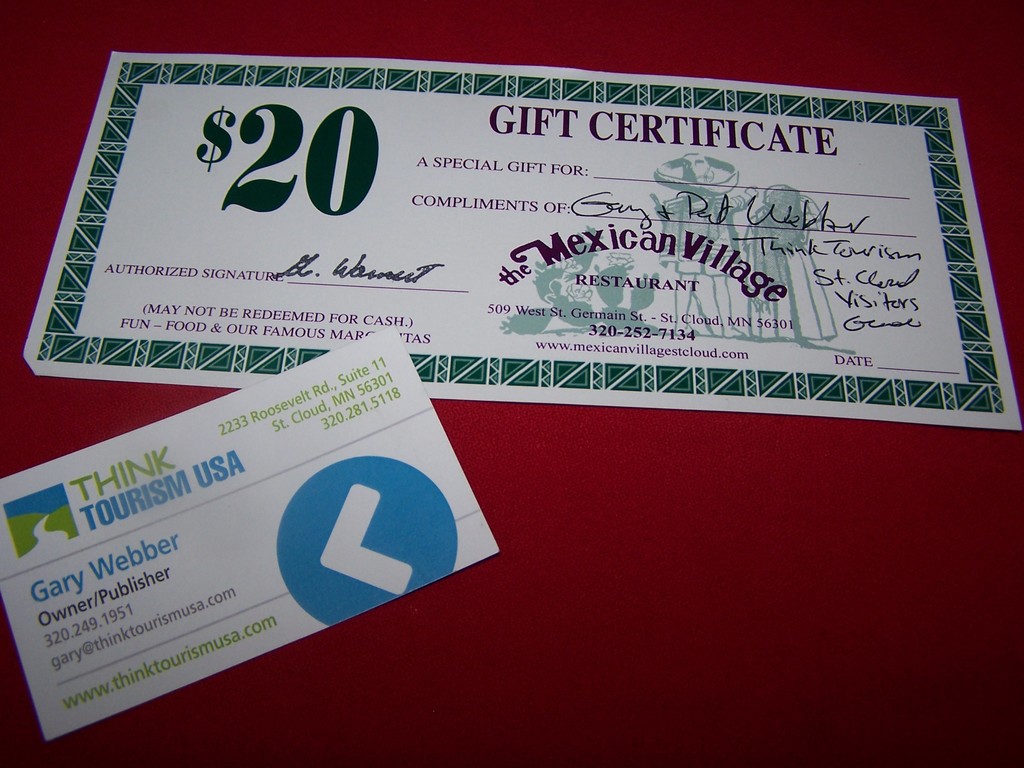 $20
GIFT CERTIFICATE
A SPECIAL GIFT FOR:
COMPLIMENTS OF: Gary + Pat Webber
Think Tourism
St. Cloud
Visitors
Guide
the Mexican Village
RESTAURANT
509 West St. Germain St. - St. Cloud, MN 56301
320-252-7134
www.mexicanvillagestcloud.com
DATE
AUTHORIZED SIGNATURE
(MAY NOT BE REDEEMED FOR CASH.)
FUN – FOOD & OUR FAMOUS
2233 Roosevelt Rd., Suite 11
St. Cloud, MN 56301
320.281.5118
THINK
TOURISM USA
Gary Webber
Owner/Publisher
320.249.1951
gary@thinktourismusa.com
www.thinktourismusa.com